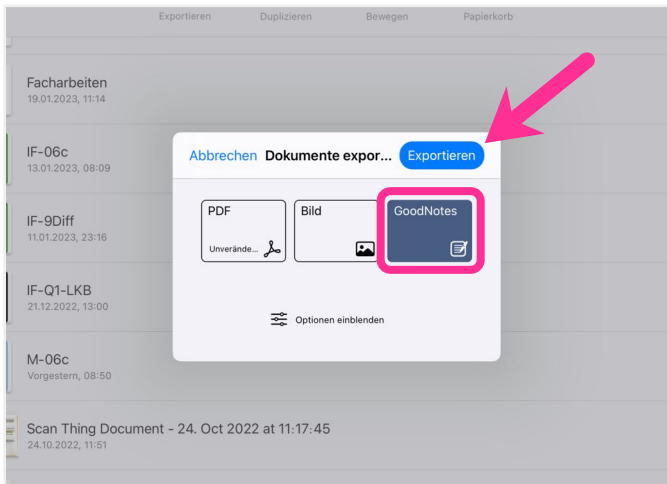 Exportieren Duplizieren Bewegen Papierkorb
Facharbeiten
19.01.2023, 11:14
IF-06c
13.01.2023, 08:09
Abbrechen Dokumente expor... Exportieren
IF-9Diff
11.01.2023, 23:16
PDF Bild GoodNotes
Unverände...
IF-Q1-LKB
21.12.2022, 13:00
Optionen einblenden
M-06c
Vorgestern, 08:50
Scan Thing Document - 24. Oct 2022 at 11:17:45
24.10.2022, 11:51